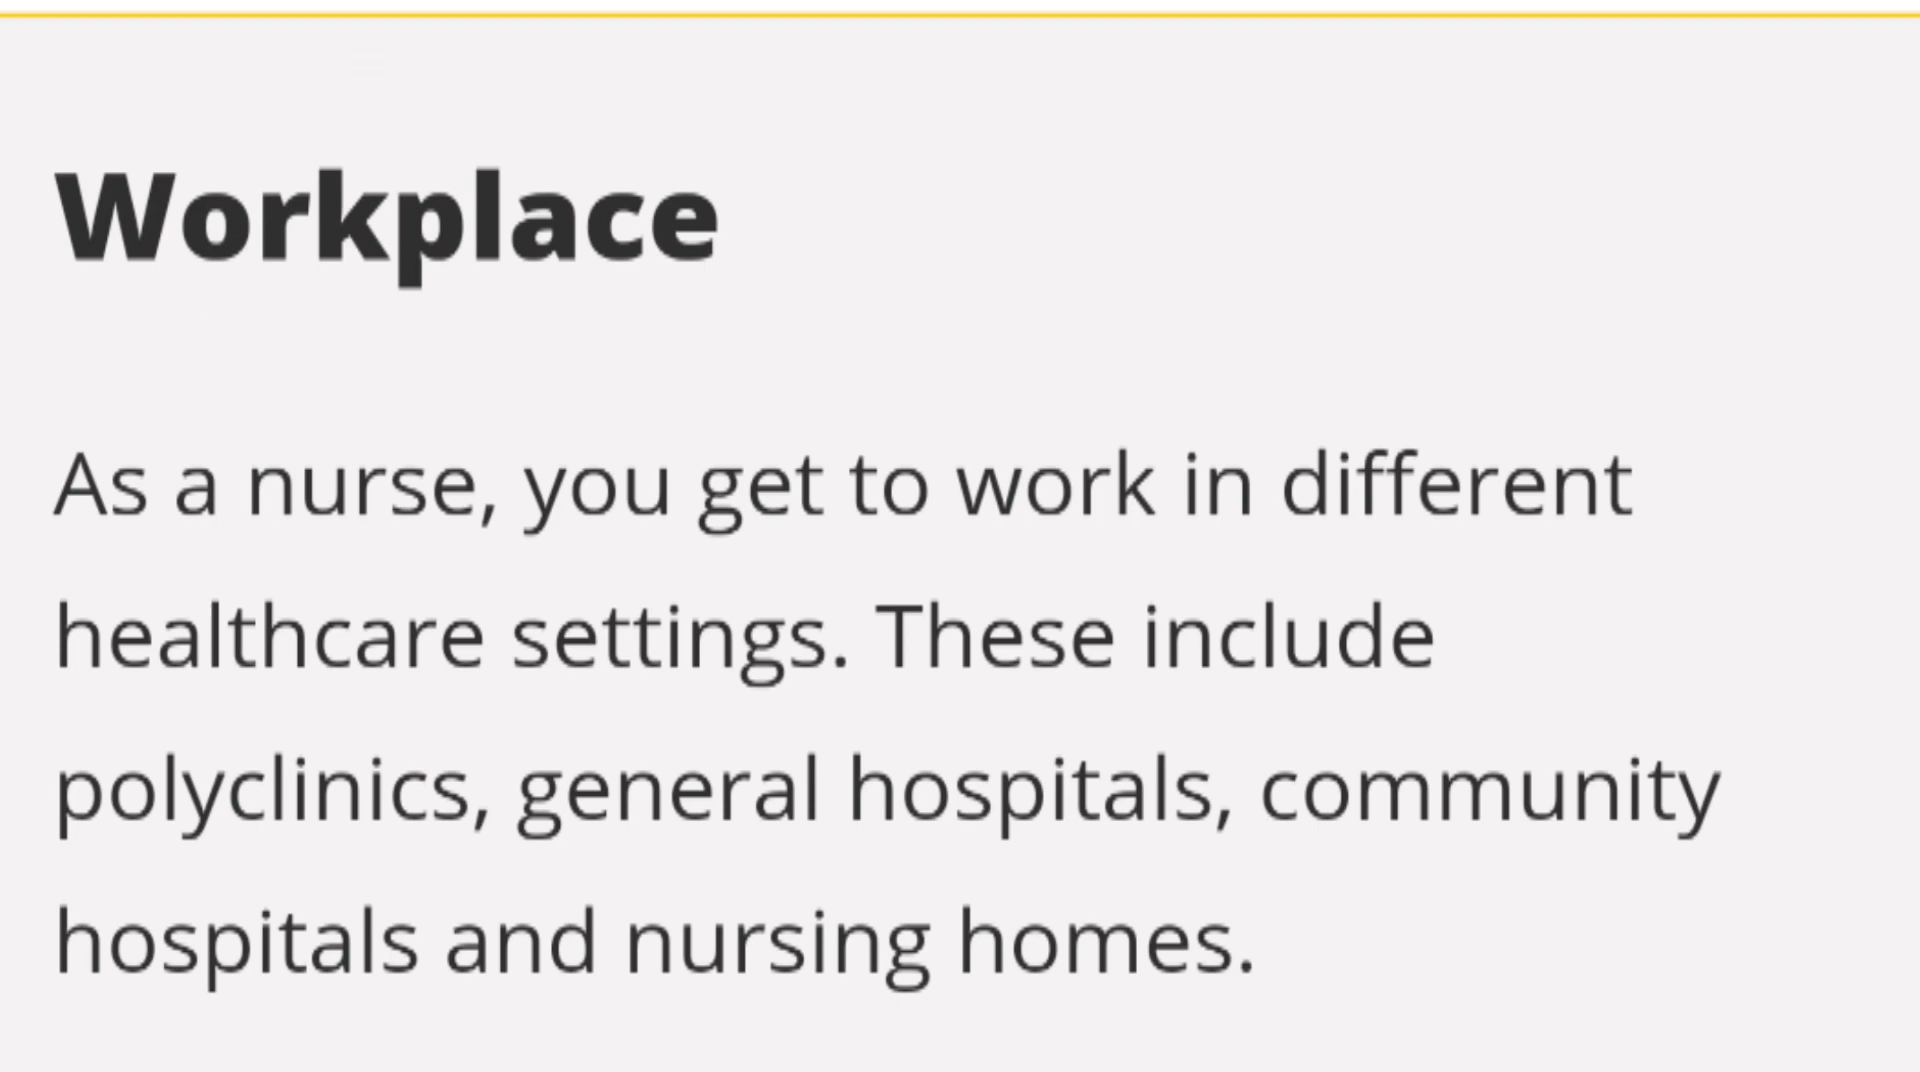 Workplace
As a nurse, you get to work in different
healthcare settings. These include
polyclinics, general hospitals, community
hospitals and nursing homes.